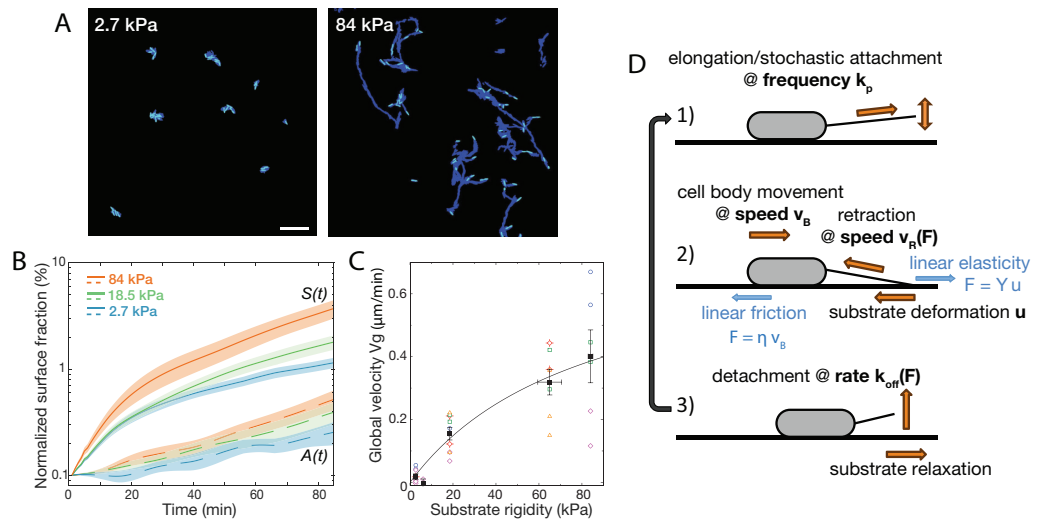 A
2.7 kPa
84 kPa
B
Normalized surface fraction (%)
10
1
0.1
84 kPa
18.5 kPa
2.7 kPa
S(t)
A(t)
0
20
40
60
80
Time (min)
C
Global velocity Vg (μm/min)
0.6
0.4
0.2
0
0
20
40
60
80
Substrate rigidity (kPa)
D
elongation/stochastic attachment
@ frequency kp
1)
cell body movement
@ speed vB
retraction
@ speed vR(F)
2)
linear elasticity
F = Y u
linear friction
F = η vB
substrate deformation u
detachment @ rate koff(F)
3)
substrate relaxation